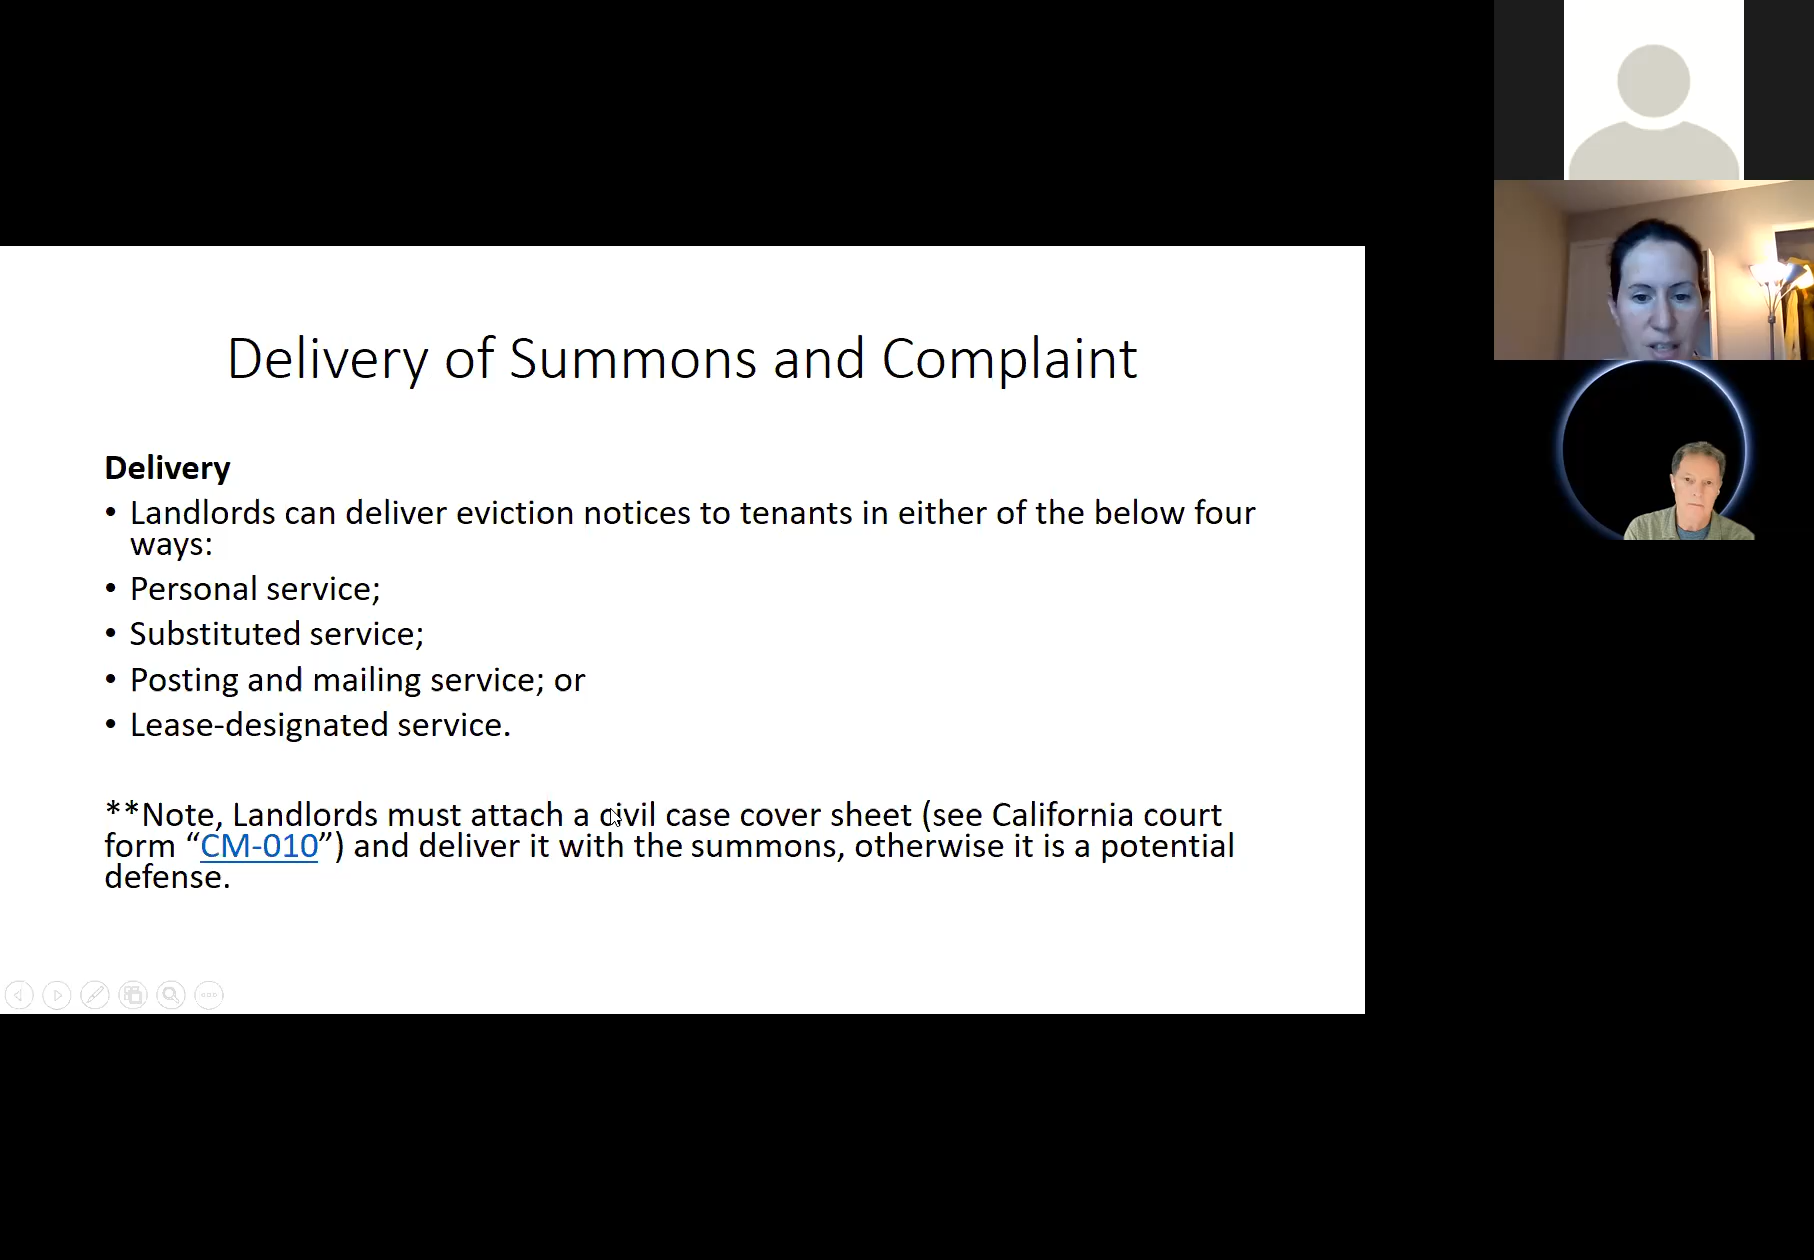 Delivery of Summons and Complaint
Delivery
• Landlords can deliver eviction notices to tenants in either of the below four
ways:
• Personal service;
• Substituted service;
• Posting and mailing service; or
• Lease-designated service.
**Note, Landlords must attach a civil case cover sheet (see California court
form “CM-010”) and deliver it with the summons, otherwise it is a potential
defense.